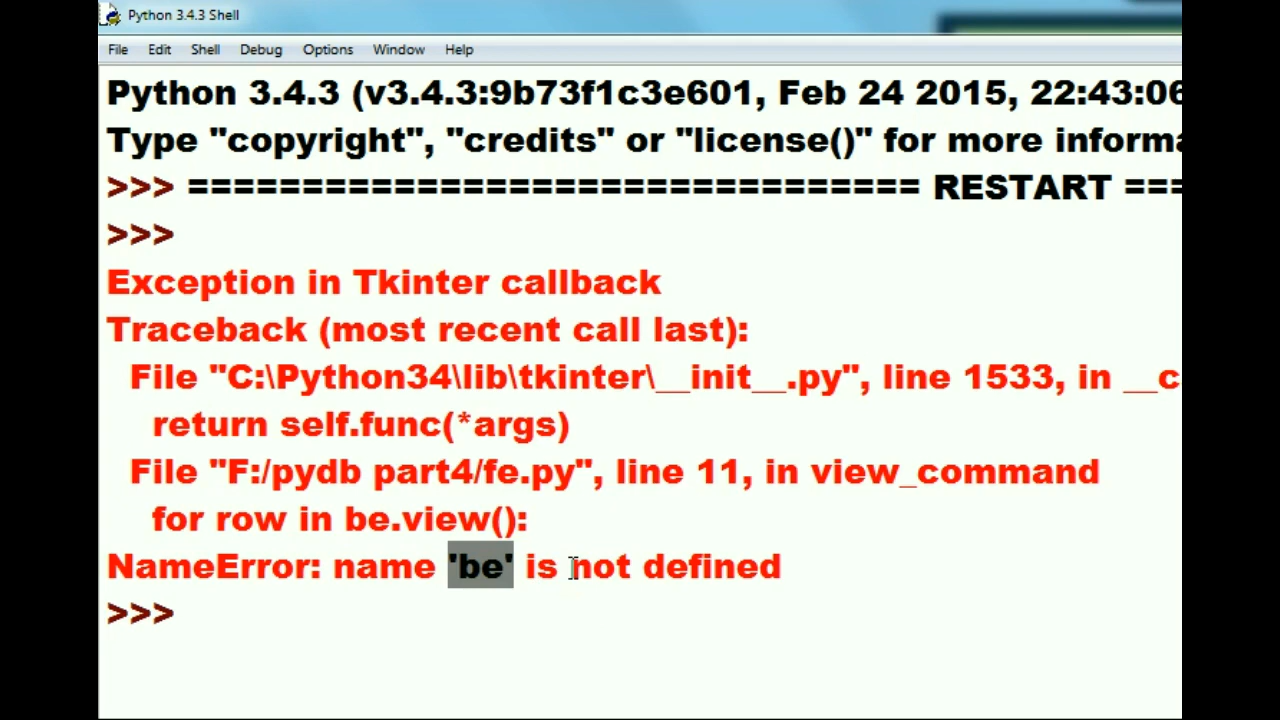 Python 3.4.3 Shell
File Edit Shell Debug Options Window Help
Python 3.4.3 (v3.4.3:9b73f1c3e601, Feb 24 2015, 22:43:06
Type "copyright", "credits" or "license()" for more informa
>>> ================================ RESTART ===
>>>
Exception in Tkinter callback
Traceback (most recent call last):
File "C:\Python34\lib\tkinter\__init__.py", line 1533, in __c
return self.func(*args)
File "F:/pydb part4/fe.py", line 11, in view_command
for row in be.view():
NameError: name 'be' is not defined
>>>